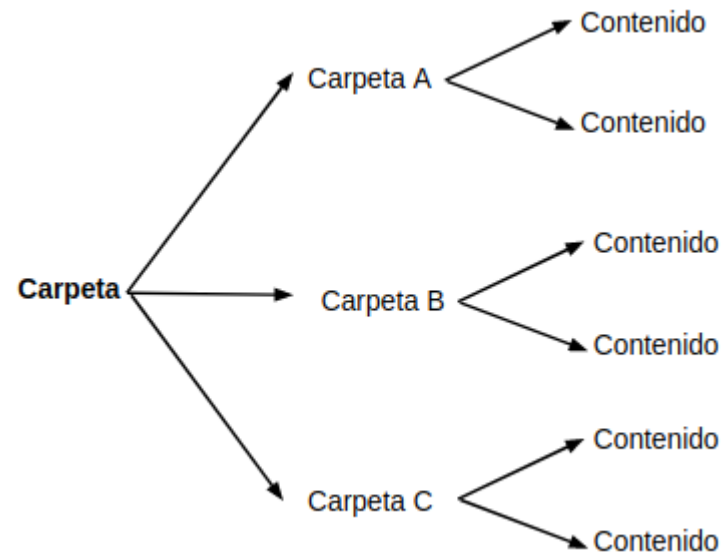 Carpeta
Carpeta A
Contenido
Contenido
Carpeta B
Contenido
Contenido
Carpeta C
Contenido
Contenido